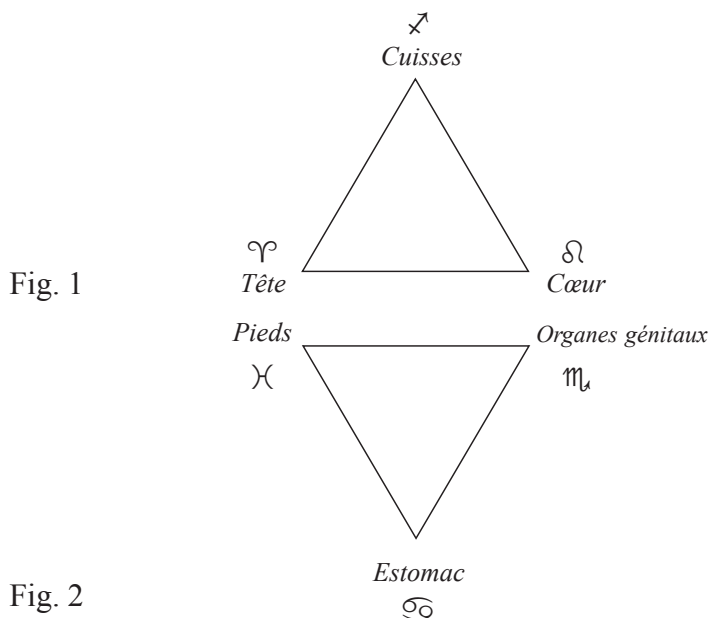 ♐
Cuisses
♈ ♌
Fig. 1 Tête Cœur
Pieds Organes génitaux
♓ ♏
Estomac
Fig. 2 ♋